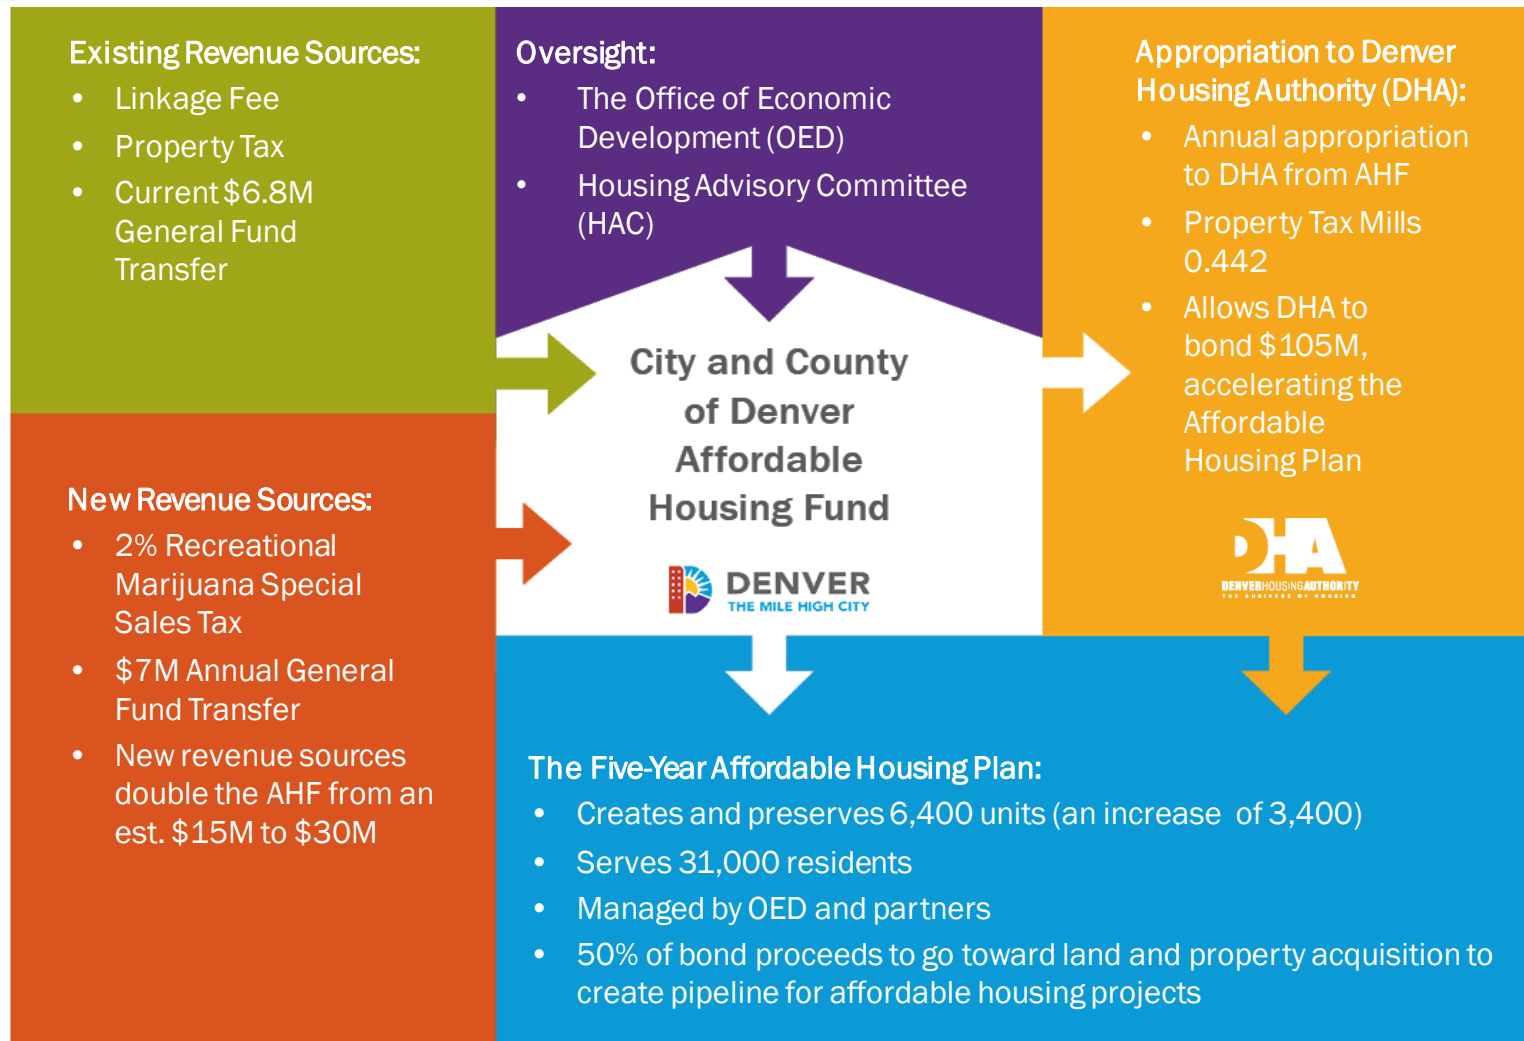 Existing Revenue Sources:
• Linkage Fee
• Property Tax
• Current $6.8M
General Fund
Transfer
New Revenue Sources:
• 2% Recreational
Marijuana Special
Sales Tax
• $7M Annual General
Fund Transfer
• New revenue sources
double the AHF from an
est. $15M to $30M
Oversight:
• The Office of Economic
Development (OED)
• Housing Advisory Committee
(HAC)
City and County
of Denver
Affordable
Housing Fund
DENVER
THE MILE HIGH CITY
Appropriation to Denver
Housing Authority (DHA):
• Annual appropriation
to DHA from AHF
• Property Tax Mills
0.442
• Allows DHA to
bond $105M,
accelerating the
Affordable
Housing Plan
DHA
DENVERHOUSINGAUTHORITY
THE BUSINESS OF HOUSING
The Five-Year Affordable Housing Plan:
• Creates and preserves 6,400 units (an increase of 3,400)
• Serves 31,000 residents
• Managed by OED and partners
• 50% of bond proceeds to go toward land and property acquisition to
create pipeline for affordable housing projects